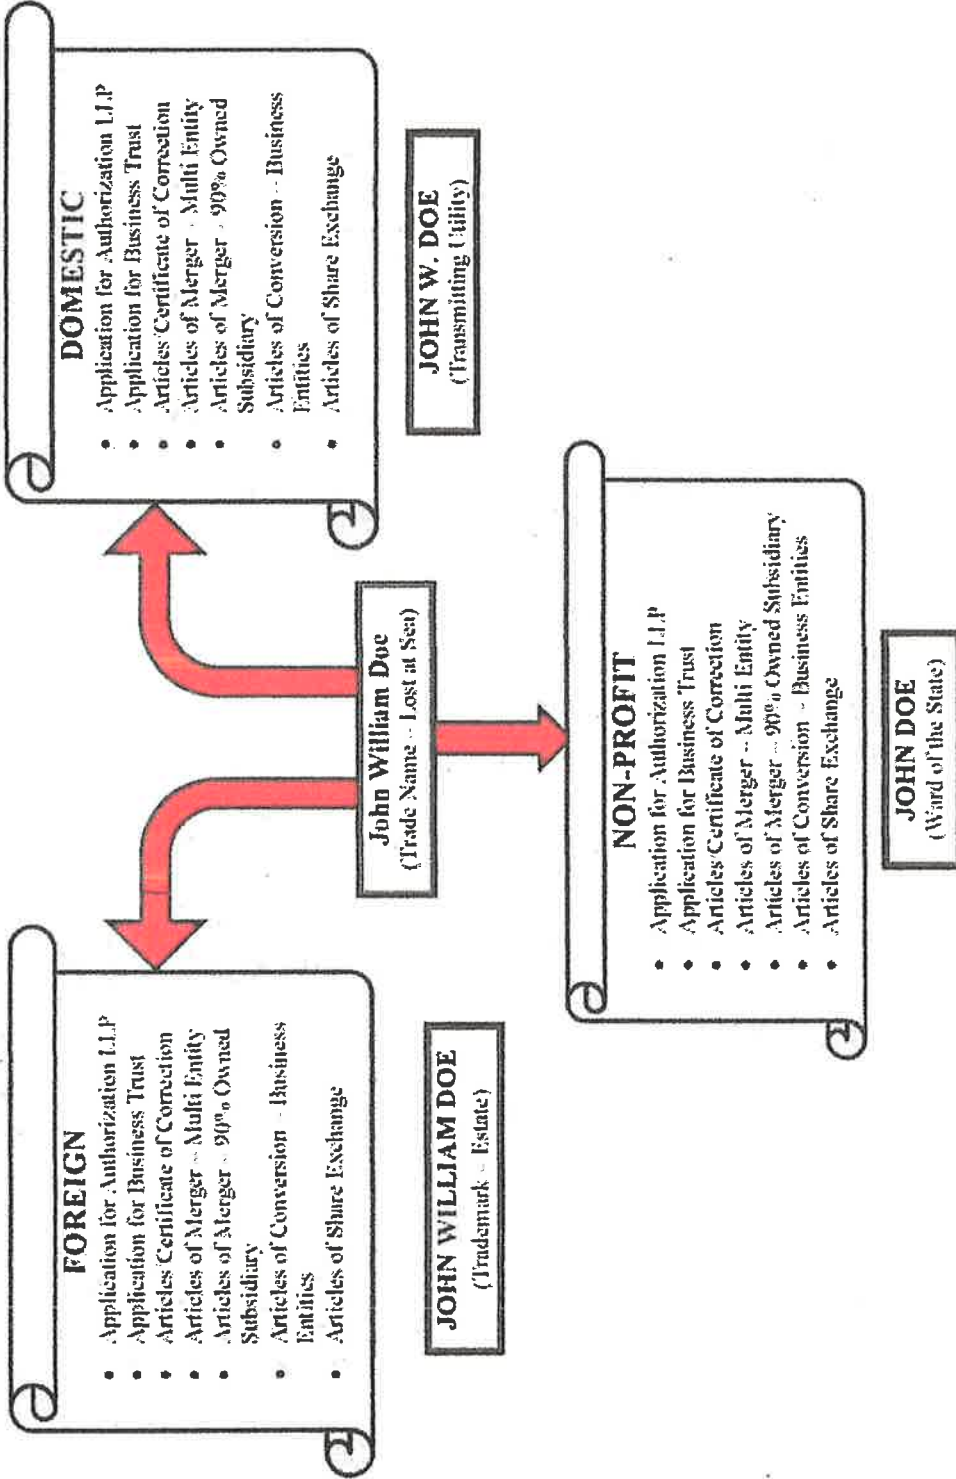 FOREIGN
• Application for Authorization LLP
• Application for Business Trust
• Articles/Certificate of Correction
• Articles of Merger – Multi Entity
• Articles of Merger – 90% Owned
Subsidiary
• Articles of Conversion – Business
Entities
• Articles of Share Exchange
JOHN WILLIAM DOE
(Trademark – Estate)
John William Doe
(Trade Name – Lost at Sea)
DOMESTIC
• Application for Authorization LLP
• Application for Business Trust
• Articles/Certificate of Correction
• Articles of Merger – Multi Entity
• Articles of Merger – 90% Owned
Subsidiary
• Articles of Conversion – Business
Entities
• Articles of Share Exchange
JOHN W. DOE
(Transmitting Utility)
NON-PROFIT
• Application for Authorization LLP
• Application for Business Trust
• Articles/Certificate of Correction
• Articles of Merger – Multi Entity
• Articles of Merger – 90% Owned Subsidiary
• Articles of Conversion – Business Entities
• Articles of Share Exchange
JOHN DOE
(Ward of the State)